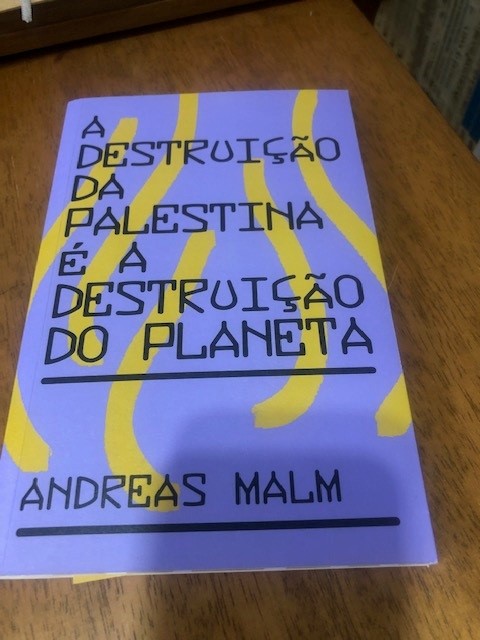 A
DESTRUIÇÃO
DA
PALESTINA
É A
DESTRUIÇÃO
DO PLANETA
ANDREAS MALM